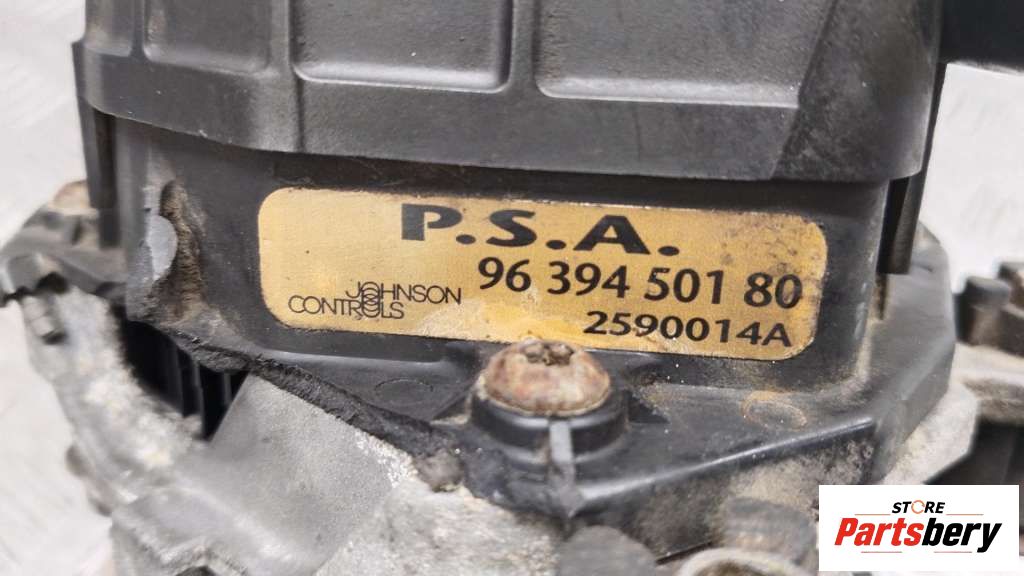 P.S.A.
96 394 501 80
JOHNSON
CONTROLS
2590014A
STORE
Partsbery